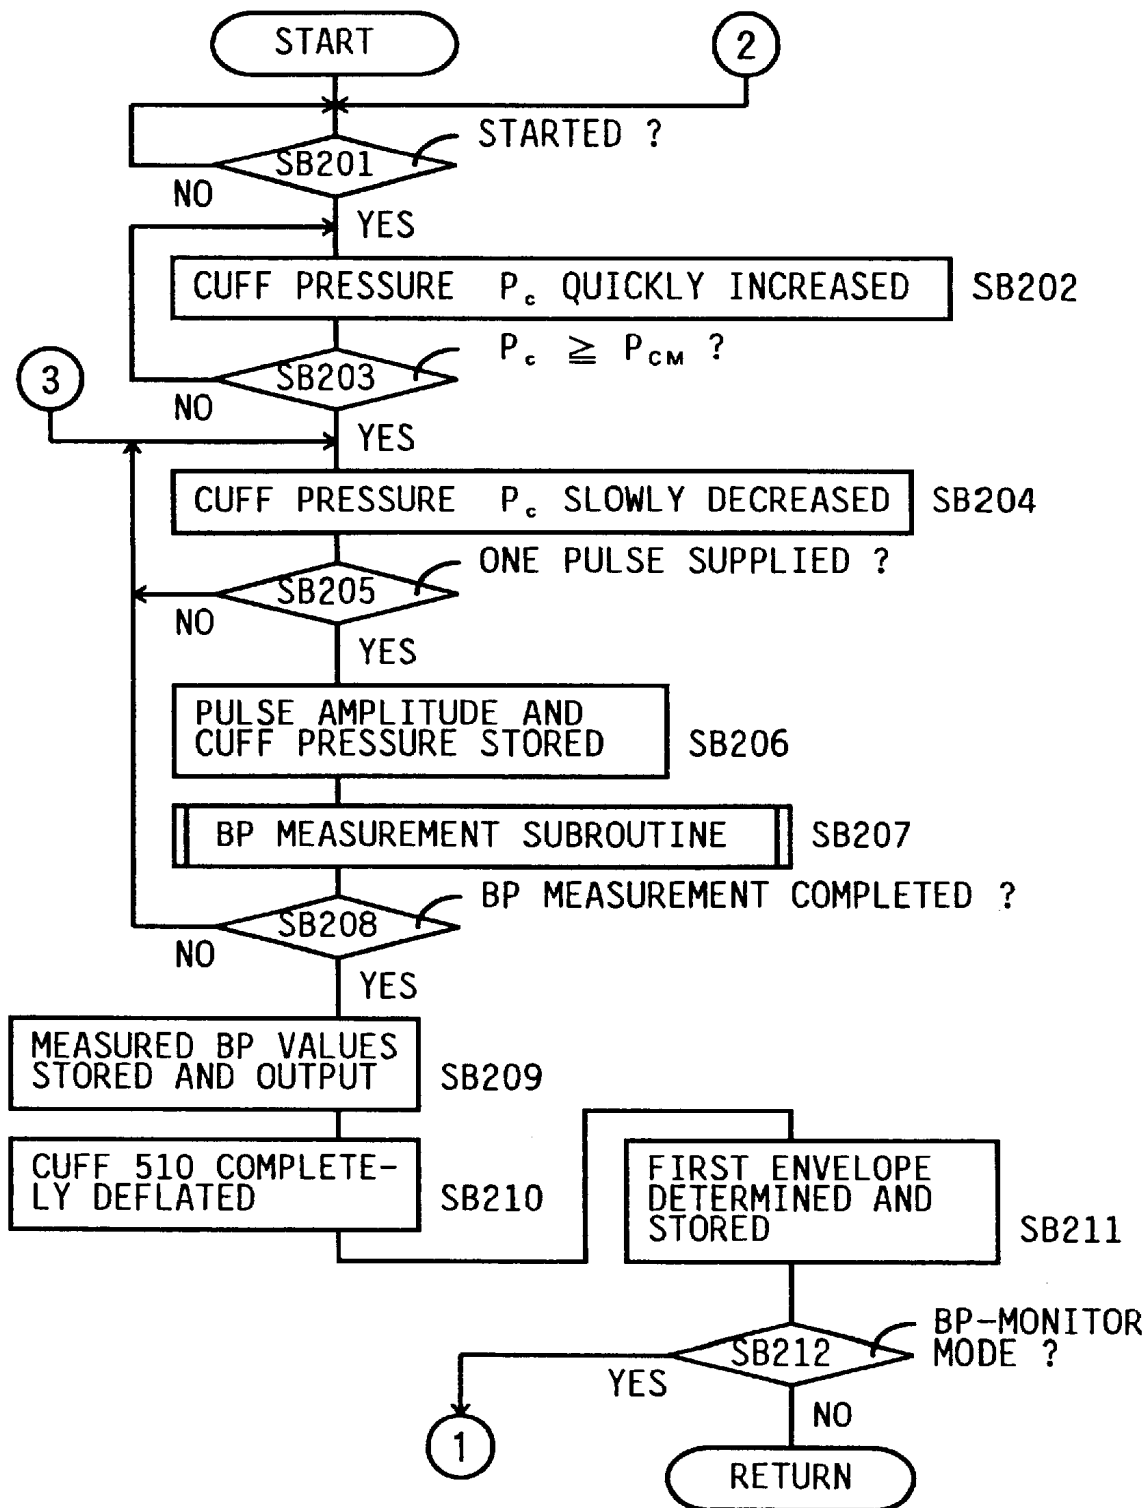 START
2
STARTED ?
SB201
NO
YES
CUFF PRESSURE P_c QUICKLY INCREASED
SB202
P_c ≧ P_CM ?
3
SB203
NO
YES
CUFF PRESSURE P_c SLOWLY DECREASED
SB204
ONE PULSE SUPPLIED ?
SB205
NO
YES
PULSE AMPLITUDE AND
CUFF PRESSURE STORED
SB206
BP MEASUREMENT SUBROUTINE
SB207
BP MEASUREMENT COMPLETED ?
SB208
NO
YES
MEASURED BP VALUES
STORED AND OUTPUT
SB209
CUFF 510 COMPLETE-
LY DEFLATED
SB210
FIRST ENVELOPE
DETERMINED AND
STORED
SB211
BP-MONITOR
MODE ?
SB212
YES
NO
1
RETURN